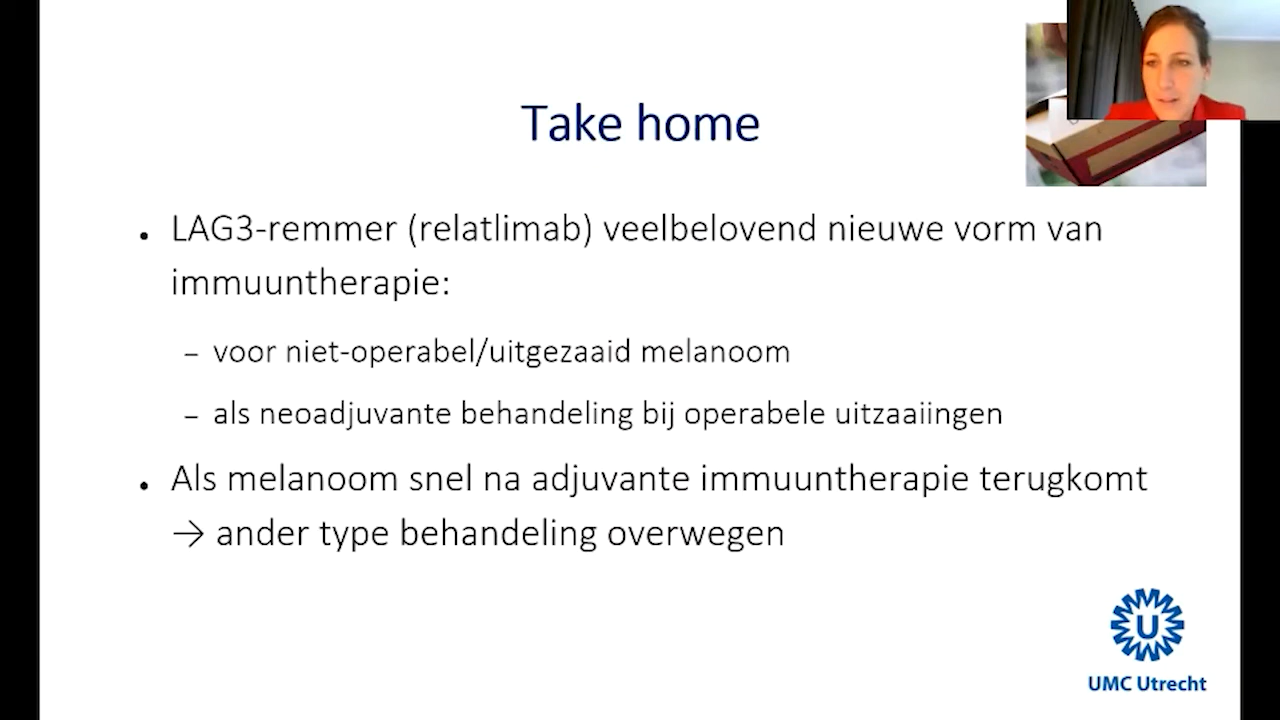 Take home
• LAG3-remmer (relatlimab) veelbelovend nieuwe vorm van
immuuntherapie:
– voor niet-operabel/uitgezaaid melanoom
– als neoadjuvante behandeling bij operabele uitzaaiingen
• Als melanoom snel na adjuvante immuuntherapie terugkomt
→ ander type behandeling overwegen
U
UMC Utrecht